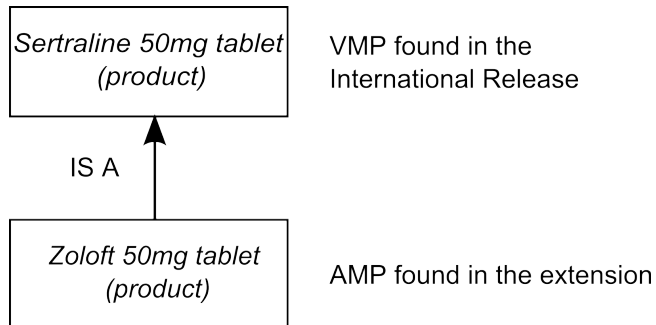 Sertraline 50mg tablet
(product)
VMP found in the
International Release
IS A
Zoloft 50mg tablet
(product)
AMP found in the extension